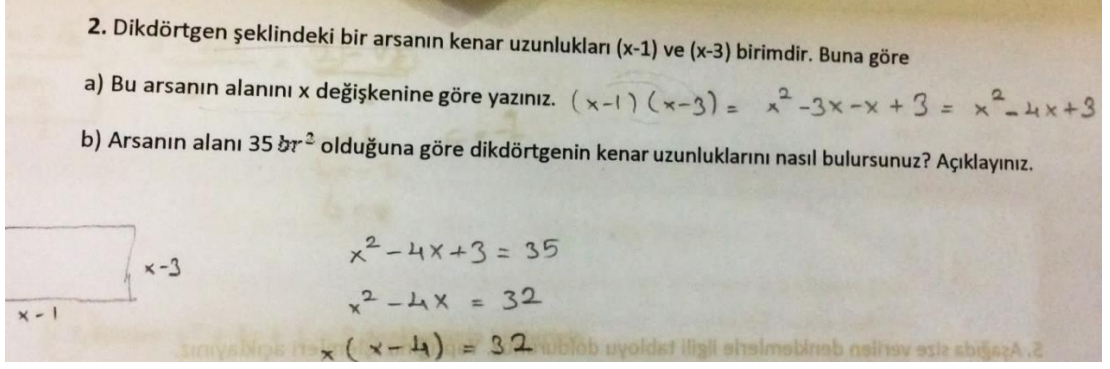 2. Dikdörtgen şeklindeki bir arsanın kenar uzunlukları (x-1) ve (x-3) birimdir. Buna göre
a) Bu arsanın alanını x değişkenine göre yazınız. (x-1) (x-3) = x² - 3x - x + 3 = x² - 4x + 3
b) Arsanın alanı 35 br² olduğuna göre dikdörtgenin kenar uzunluklarını nasıl bulursunuz? Açıklayınız.
x² - 4x + 3 = 35
x-3
x² - 4x = 32
x-1
x (x-4) = 32